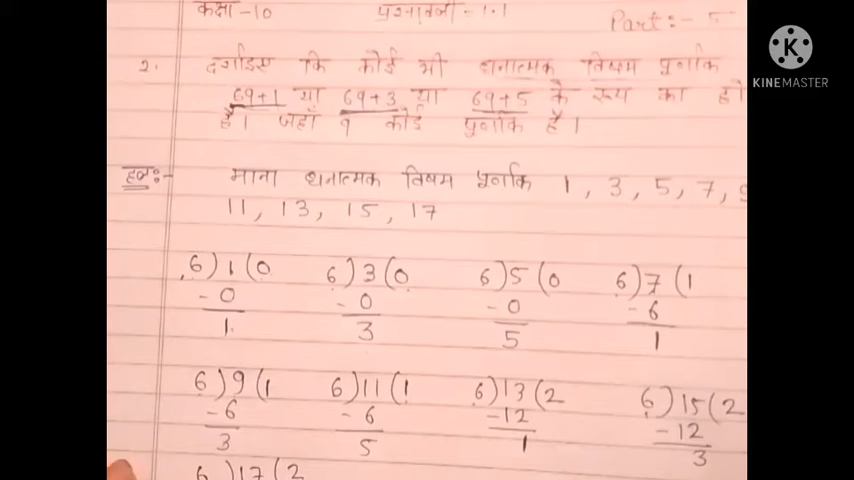 कक्षा -10 प्रश्नावली - 1.1 Part:- 5
KINEMASTER
2. दर्शाइए कि कोई भी धनात्मक विषम पूर्णांक
6q+1 या 6q+3 या 6q+5 के रूप का हो
है। जहाँ q कोई पूर्णांक है।
हल:- माना धनात्मक विषम पूर्णांक 1, 3, 5, 7, 9
11, 13, 15, 17
6)1(0 6)3(0 6)5(0 6)7(1
-0 -0 -0 -6
1 3 5 1
6)9(1 6)11(1 6)13(2 6)15(2
-6 -6 -12 -12
3 5 1 3
6)17(2